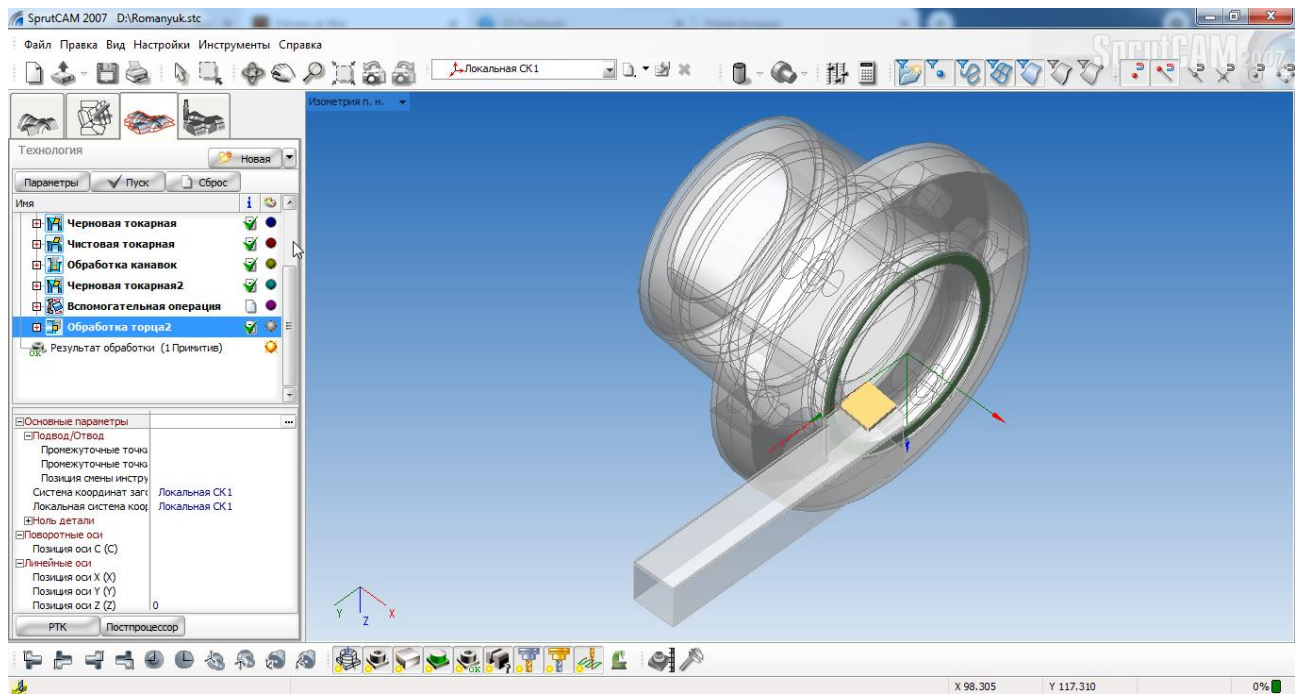 SprutCAM 2007 D:\Romanyuk.stc
Файл Правка Вид Настройки Инструменты Справка
SprutCAM 2007
Локальная СК1
Изометрия п. н.
Технология
Новая
Параметры Пуск Сброс
Имя
Черновая токарная
Чистовая токарная
Обработка канавок
Черновая токарная2
Вспомогательная операция
Обработка торца2
Результат обработки (1 Примитив)
Основные параметры
Подвод/Отвод
Промежуточные точк
Промежуточные точк
Позиция смены инстру
Система координат заго Локальная СК1
Локальная система коор Локальная СК1
Ноль детали
Поворотные оси
Позиция оси C (C)
Линейные оси
Позиция оси X (X)
Позиция оси Y (Y)
Позиция оси Z (Z) 0
РТК Постпроцессор
Y Z X
X 98.305 Y 117.310 0%